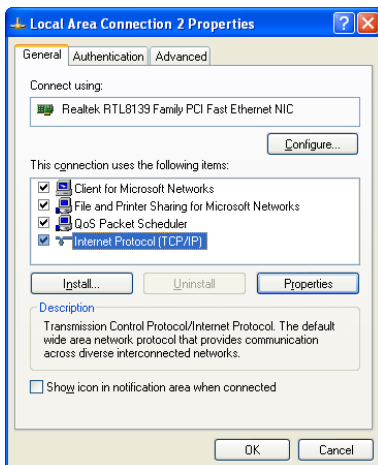 Local Area Connection 2 Properties
General Authentication Advanced
Connect using:
Realtek RTL8139 Family PCI Fast Ethernet NIC
Configure...
This connection uses the following items:
Client for Microsoft Networks
File and Printer Sharing for Microsoft Networks
QoS Packet Scheduler
Internet Protocol (TCP/IP)
Install... Uninstall Properties
Description
Transmission Control Protocol/Internet Protocol. The default
wide area network protocol that provides communication
across diverse interconnected networks.
Show icon in notification area when connected
OK Cancel